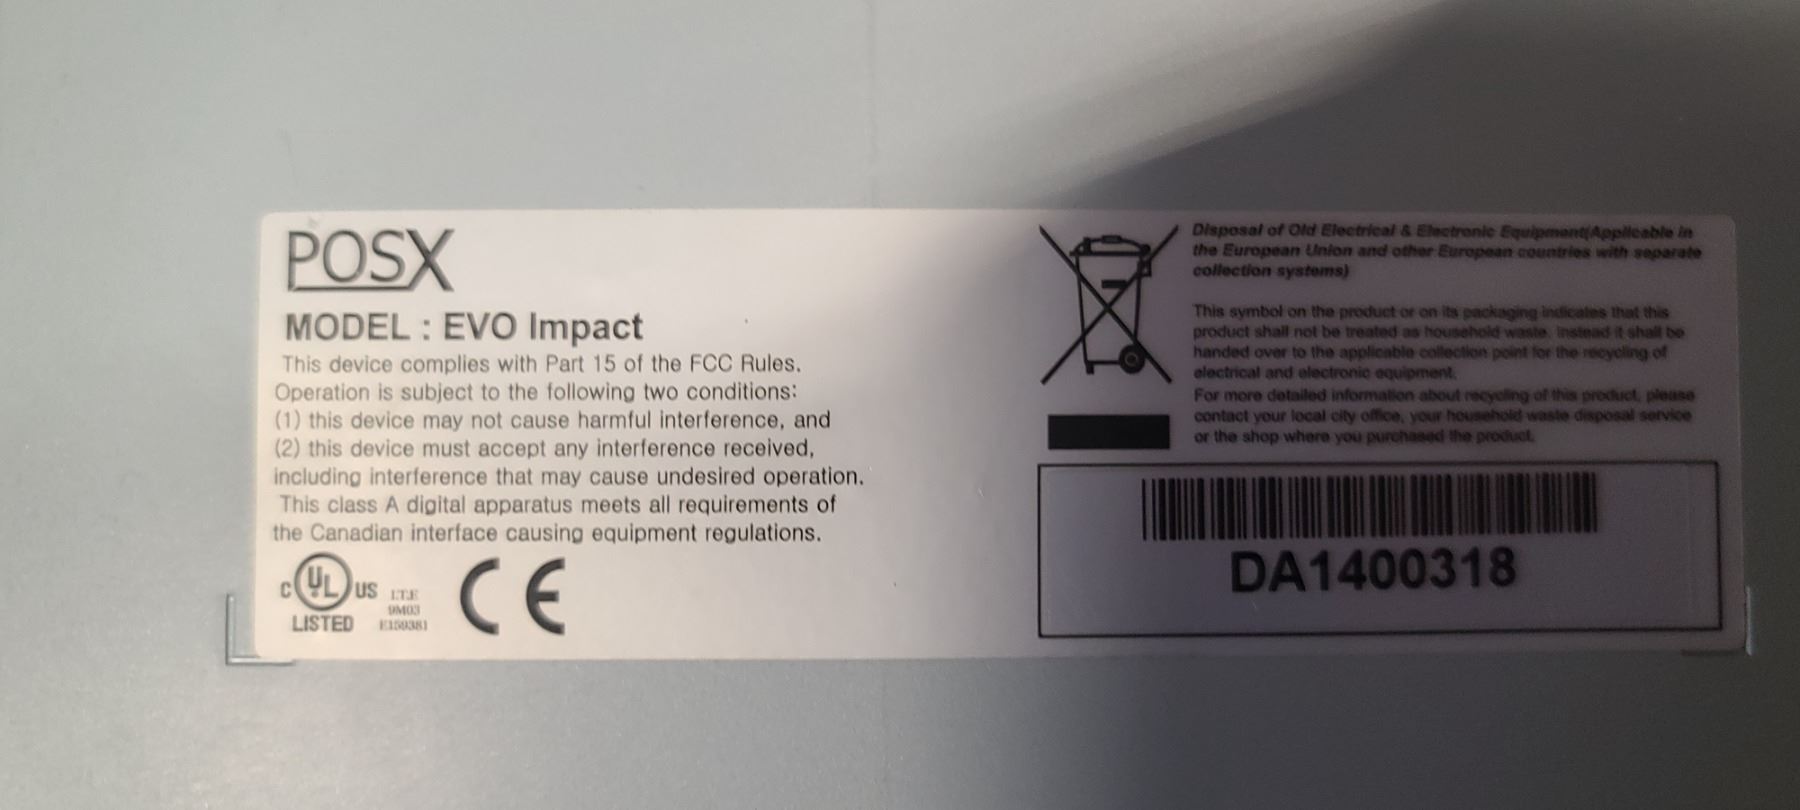 POSX
MODEL : EVO Impact
This device complies with Part 15 of the FCC Rules.
Operation is subject to the following two conditions:
(1) this device may not cause harmful interference, and
(2) this device must accept any interference received,
including interference that may cause undesired operation.
This class A digital apparatus meets all requirements of
the Canadian interface causing equipment regulations.
C UL US
LISTED
I.T.E
9M03
E159381
CE
Disposal of Old Electrical & Electronic Equipment(Applicable in
the European Union and other European countries with separate
collection systems)
This symbol on the product or on its packaging indicates that this
product shall not be treated as household waste. Instead it shall be
handed over to the applicable collection point for the recycling of
electrical and electronic equipment.
For more detailed information about recycling of this product, please
contact your local city office, your household waste disposal service
or the shop where you purchased the product.
DA1400318